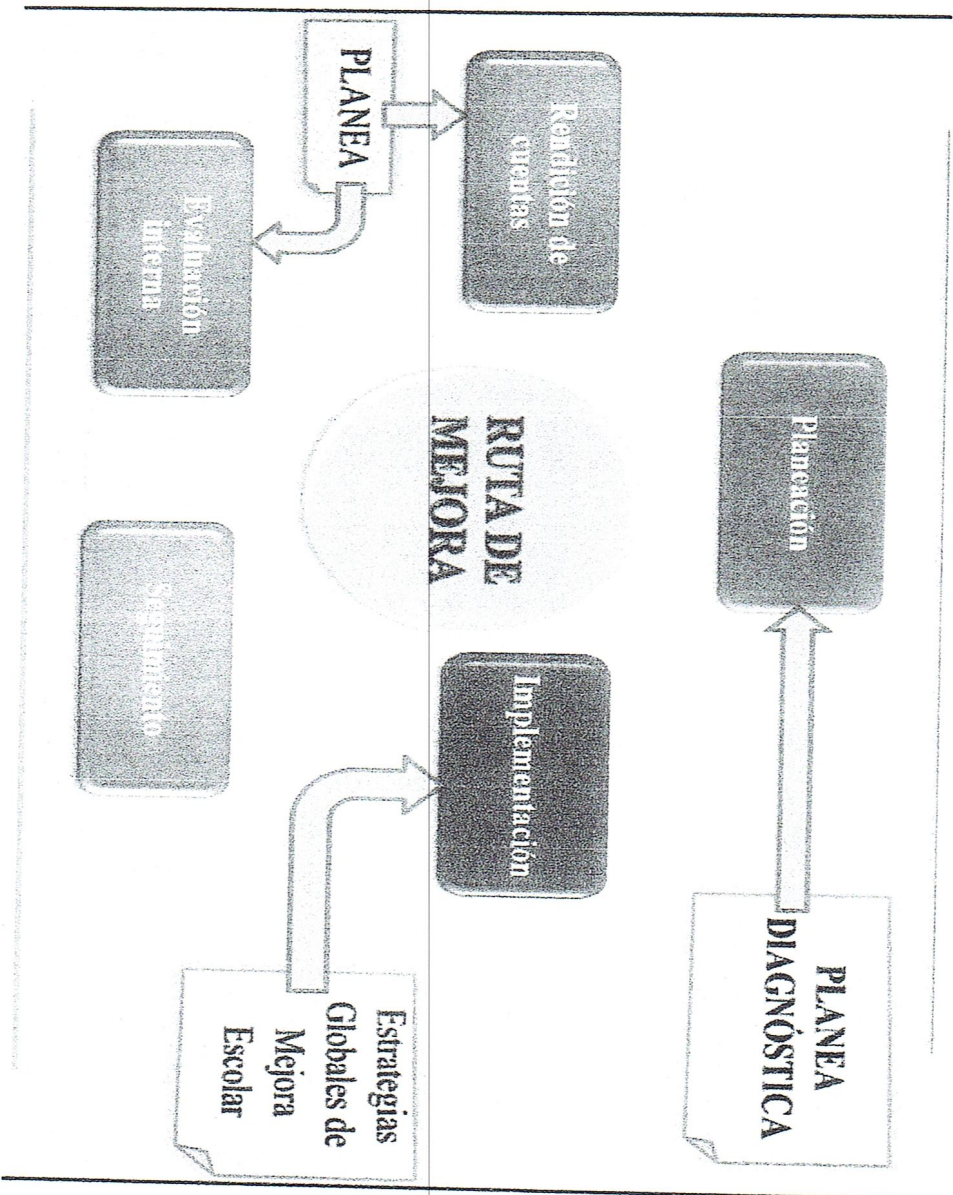 PLANEA
DIAGNÓSTICA
Planeación
Rendición de
cuentas
Implementación
RUTA DE
MEJORA
PLANEA
Estrategias
Globales de
Mejora
Escolar
Evaluación
interna
Seguimiento